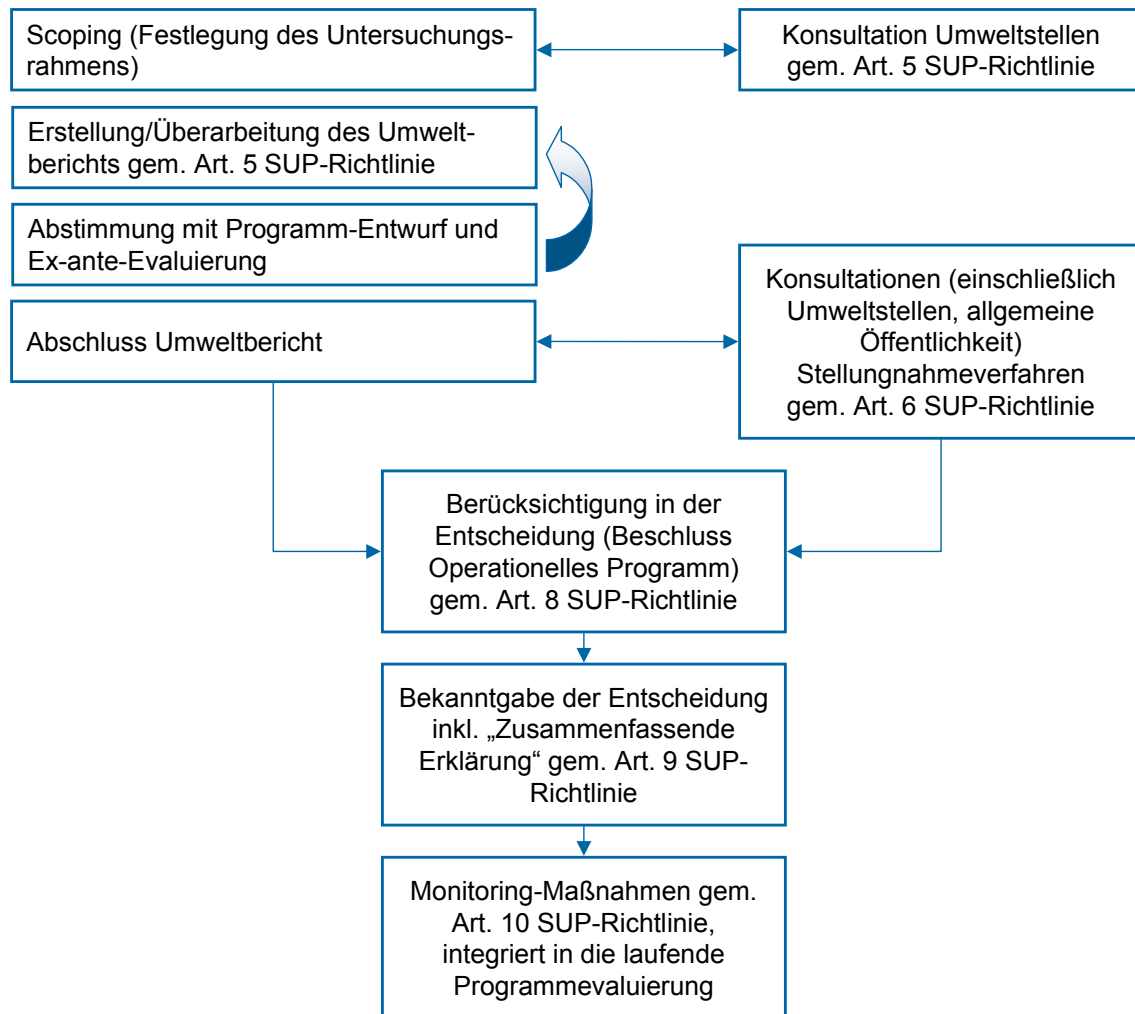 Scoping (Festlegung des Untersuchungs-
rahmens)
Konsultation Umweltstellen
gem. Art. 5 SUP-Richtlinie
Erstellung/Überarbeitung des Umwelt-
berichts gem. Art. 5 SUP-Richtlinie
Abstimmung mit Programm-Entwurf und
Ex-ante-Evaluierung
Abschluss Umweltbericht
Konsultationen (einschließlich
Umweltstellen, allgemeine
Öffentlichkeit)
Stellungnahmeverfahren
gem. Art. 6 SUP-Richtlinie
Berücksichtigung in der
Entscheidung (Beschluss
Operationelles Programm)
gem. Art. 8 SUP-Richtlinie
Bekanntgabe der Entscheidung
inkl. „Zusammenfassende
Erklärung“ gem. Art. 9 SUP-
Richtlinie
Monitoring-Maßnahmen gem.
Art. 10 SUP-Richtlinie,
integriert in die laufende
Programmevaluierung